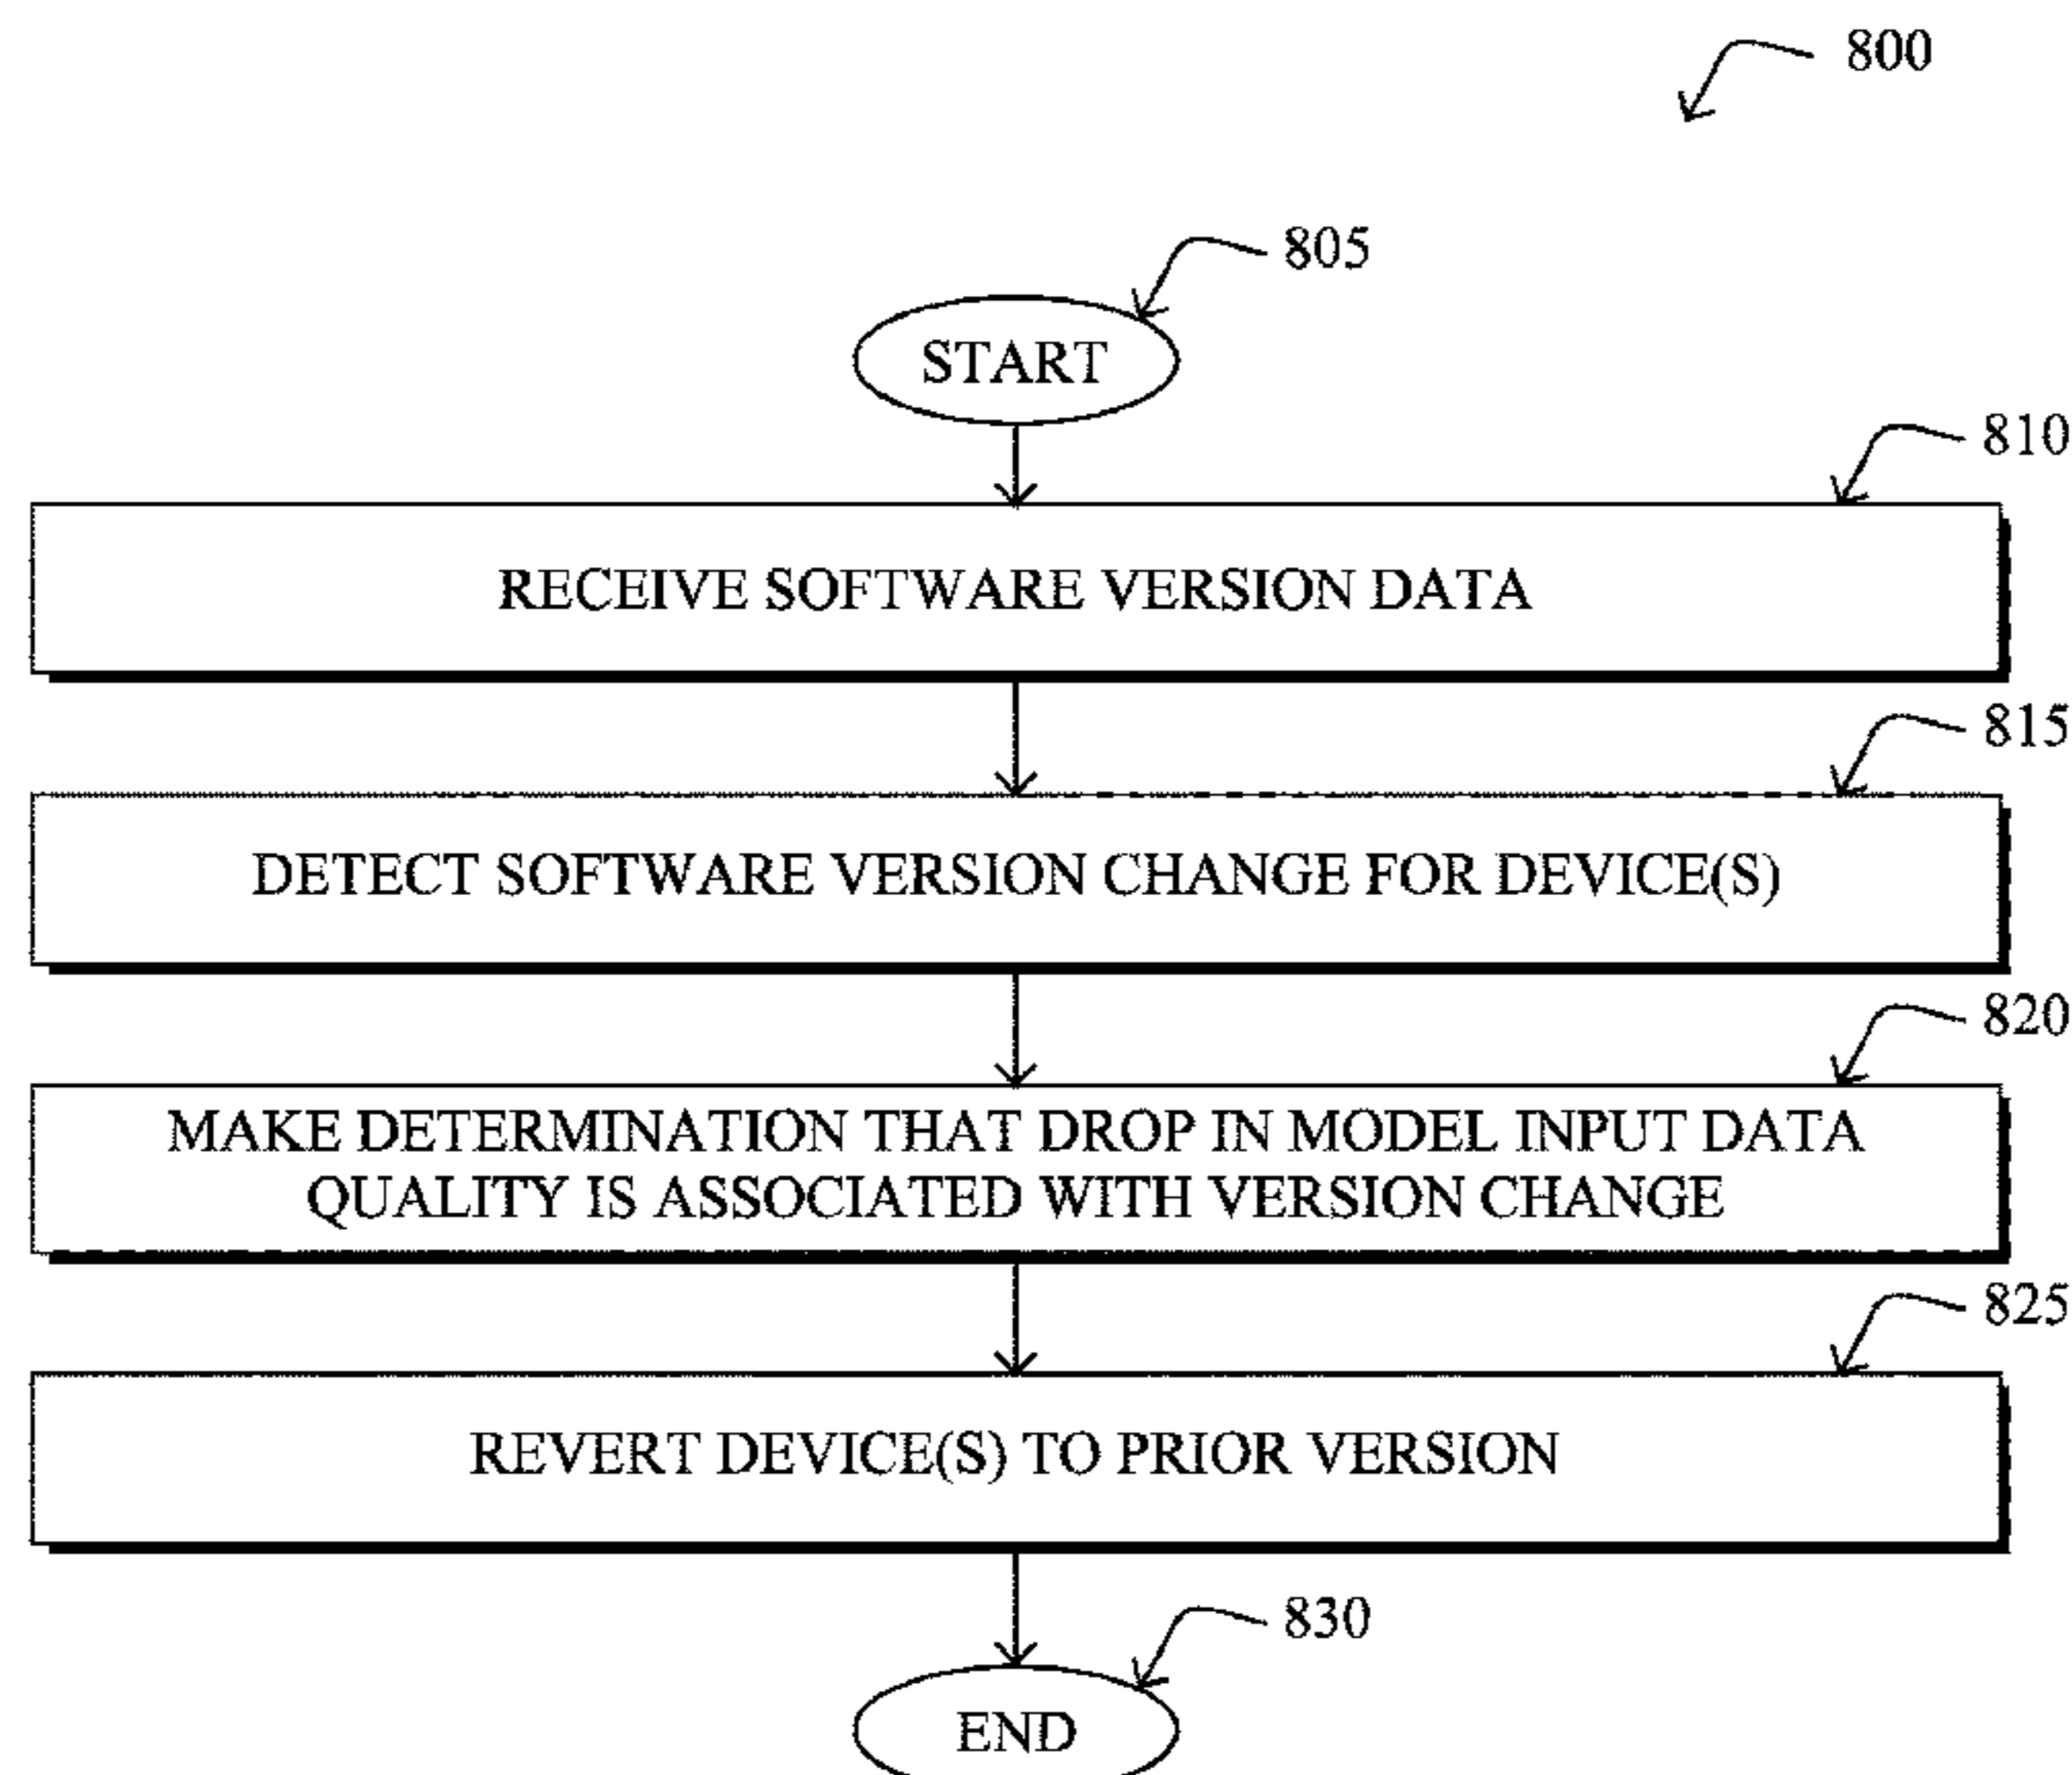 800
805
START
810
RECEIVE SOFTWARE VERSION DATA
815
DETECT SOFTWARE VERSION CHANGE FOR DEVICE(S)
820
MAKE DETERMINATION THAT DROP IN MODEL INPUT DATA
QUALITY IS ASSOCIATED WITH VERSION CHANGE
825
REVERT DEVICE(S) TO PRIOR VERSION
830
END